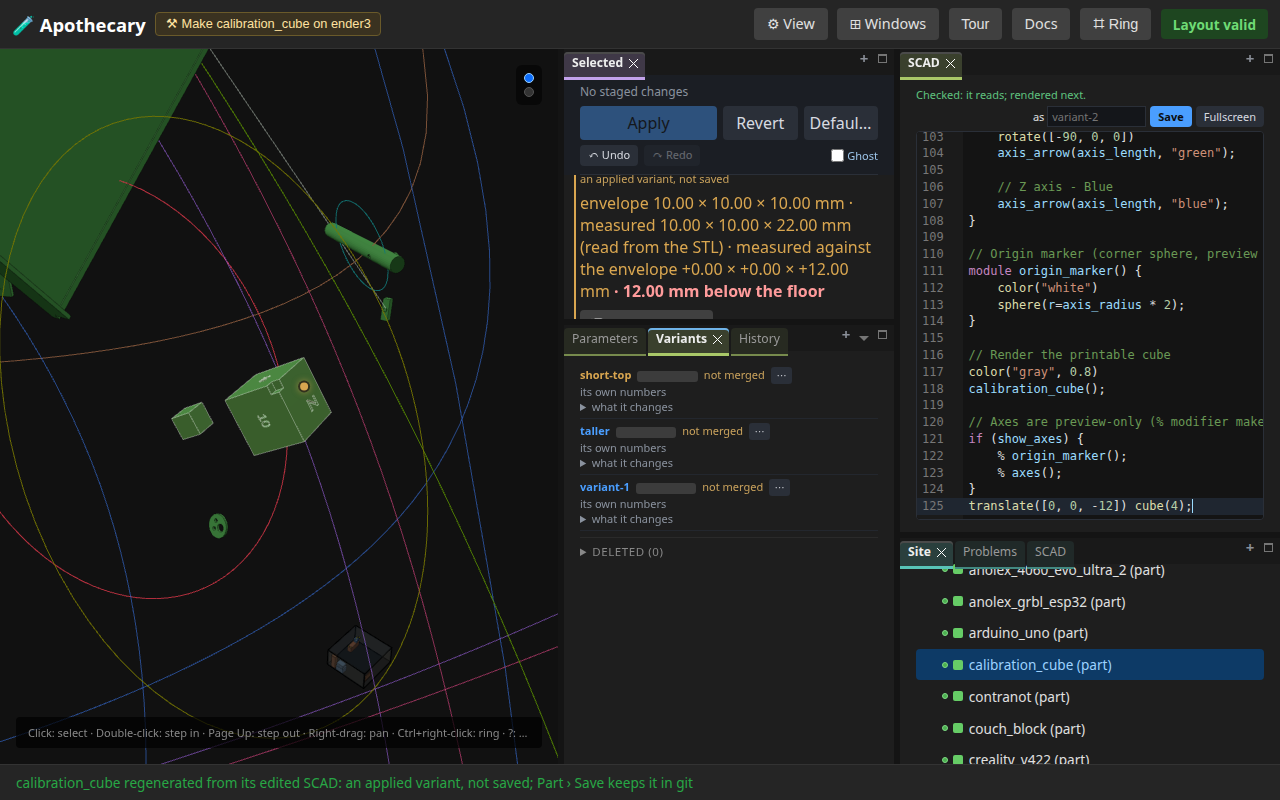 Apothecary
⚒ Make calibration_cube on ender3
⚙ View
⊞ Windows
Tour
Docs
⌗ Ring
Layout valid
Click: select · Double-click: step in · Page Up: step out · Right-drag: pan · Ctrl+right-click: ring · ?: ...
10
Selected
No staged changes
Apply
Revert
Defaul...
↶ Undo
↷ Redo
Ghost
an applied variant, not saved
envelope 10.00 × 10.00 × 10.00 mm ·
measured 10.00 × 10.00 × 22.00 mm
(read from the STL) · measured against
the envelope +0.00 × +0.00 × +12.00
mm · 12.00 mm below the floor
Parameters
Variants
History
short-top not merged ...
its own numbers
▶ what it changes
taller not merged ...
its own numbers
▶ what it changes
variant-1 not merged ...
its own numbers
▶ what it changes
▶ DELETED (0)
SCAD
Checked: it reads; rendered next.
as variant-2 Save Fullscreen
103 rotate([-90, 0, 0])
104 axis_arrow(axis_length, "green");
105
106 // Z axis - Blue
107 axis_arrow(axis_length, "blue");
108 }
109
110 // Origin marker (corner sphere, preview
111 module origin_marker() {
112 color("white")
113 sphere(r=axis_radius * 2);
114 }
115
116 // Render the printable cube
117 color("gray", 0.8)
118 calibration_cube();
119
120 // Axes are preview-only (% modifier make
121 if (show_axes) {
122 % origin_marker();
123 % axes();
124 }
125 translate([0, 0, -12]) cube(4);
Site
Problems
SCAD
anolex_4060_evo_ultra_2 (part)
anolex_grbl_esp32 (part)
arduino_uno (part)
calibration_cube (part)
contranot (part)
couch_block (part)
creality_v422 (part)
calibration_cube regenerated from its edited SCAD: an applied variant, not saved; Part › Save keeps it in git